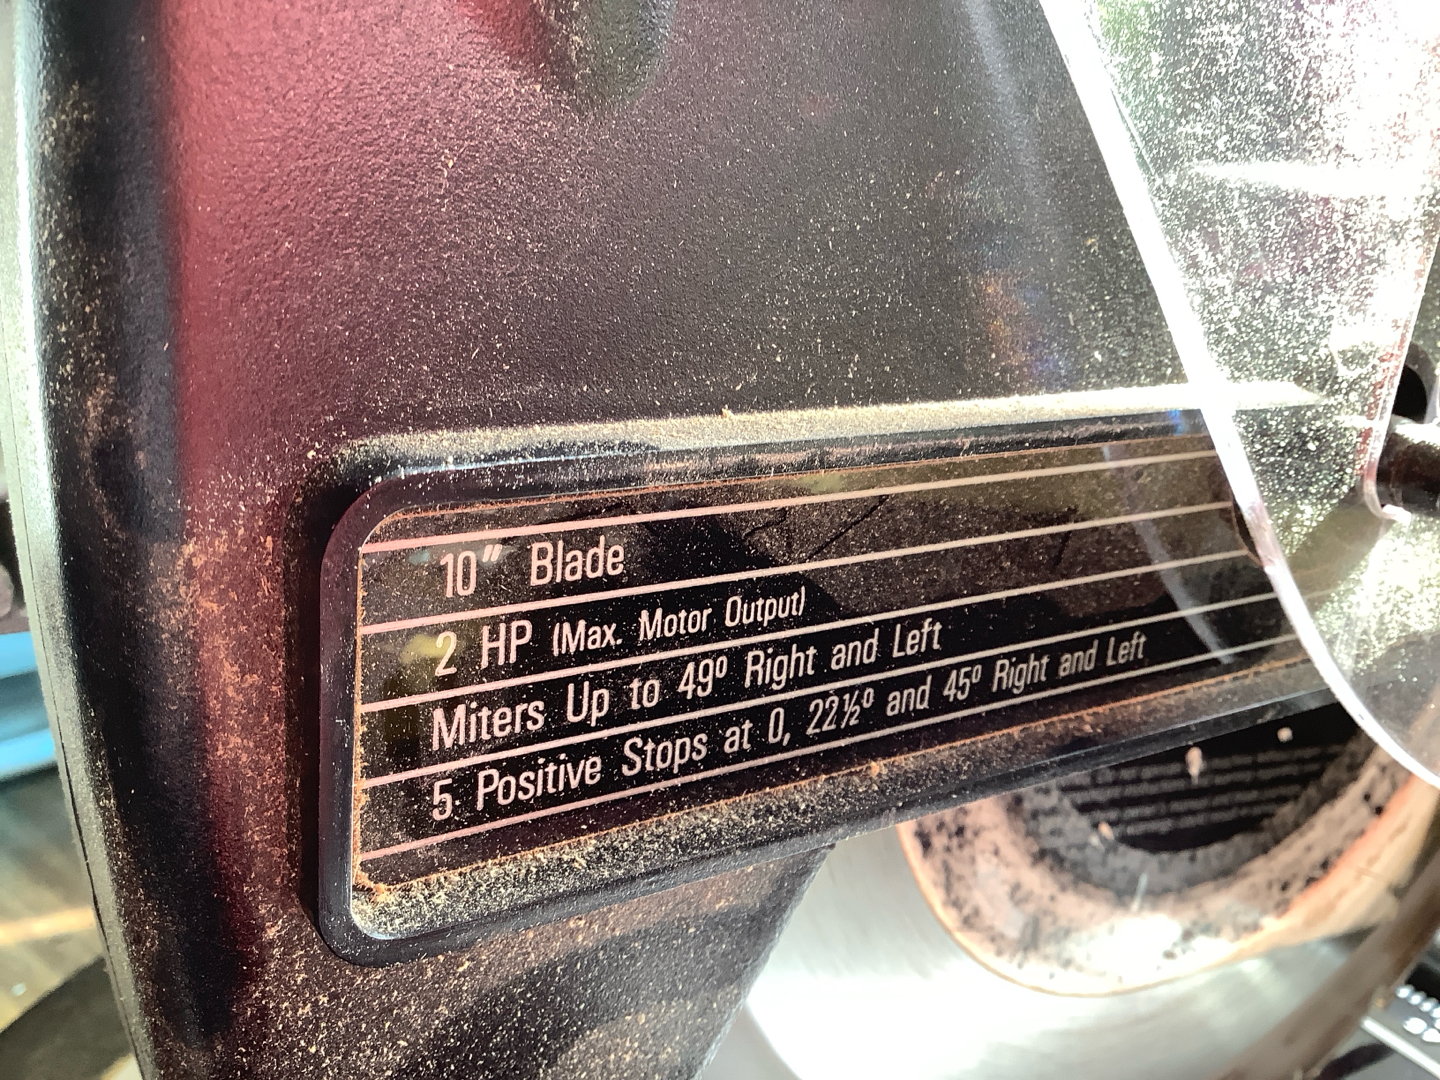 10" Blade
2 HP (Max. Motor Output)
Miters Up to 49º Right and Left
5 Positive Stops at 0, 22½º and 45º Right and Left